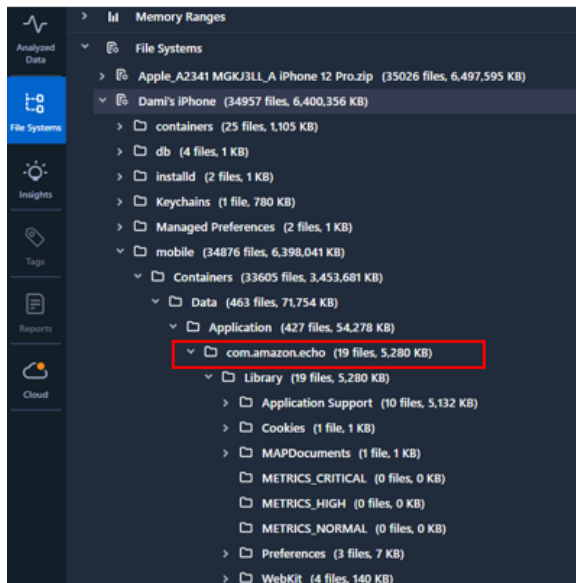 Analyzed
Data
File Systems
Insights
Tags
Reports
Cloud
Memory Ranges
File Systems
Apple_A2341 MGKJ3LL_A iPhone 12 Pro.zip (35026 files, 6,497,595 KB)
Dami's iPhone (34957 files, 6,400,356 KB)
containers (25 files, 1,105 KB)
db (4 files, 1 KB)
installd (2 files, 1 KB)
Keychains (1 file, 780 KB)
Managed Preferences (2 files, 1 KB)
mobile (34876 files, 6,398,041 KB)
Containers (33605 files, 3,453,681 KB)
Data (463 files, 71,754 KB)
Application (427 files, 54,278 KB)
com.amazon.echo (19 files, 5,280 KB)
Library (19 files, 5,280 KB)
Application Support (10 files, 5,132 KB)
Cookies (1 file, 1 KB)
MAPDocuments (1 file, 1 KB)
METRICS_CRITICAL (0 files, 0 KB)
METRICS_HIGH (0 files, 0 KB)
METRICS_NORMAL (0 files, 0 KB)
Preferences (3 files, 7 KB)
WebKit (4 files, 140 KB)